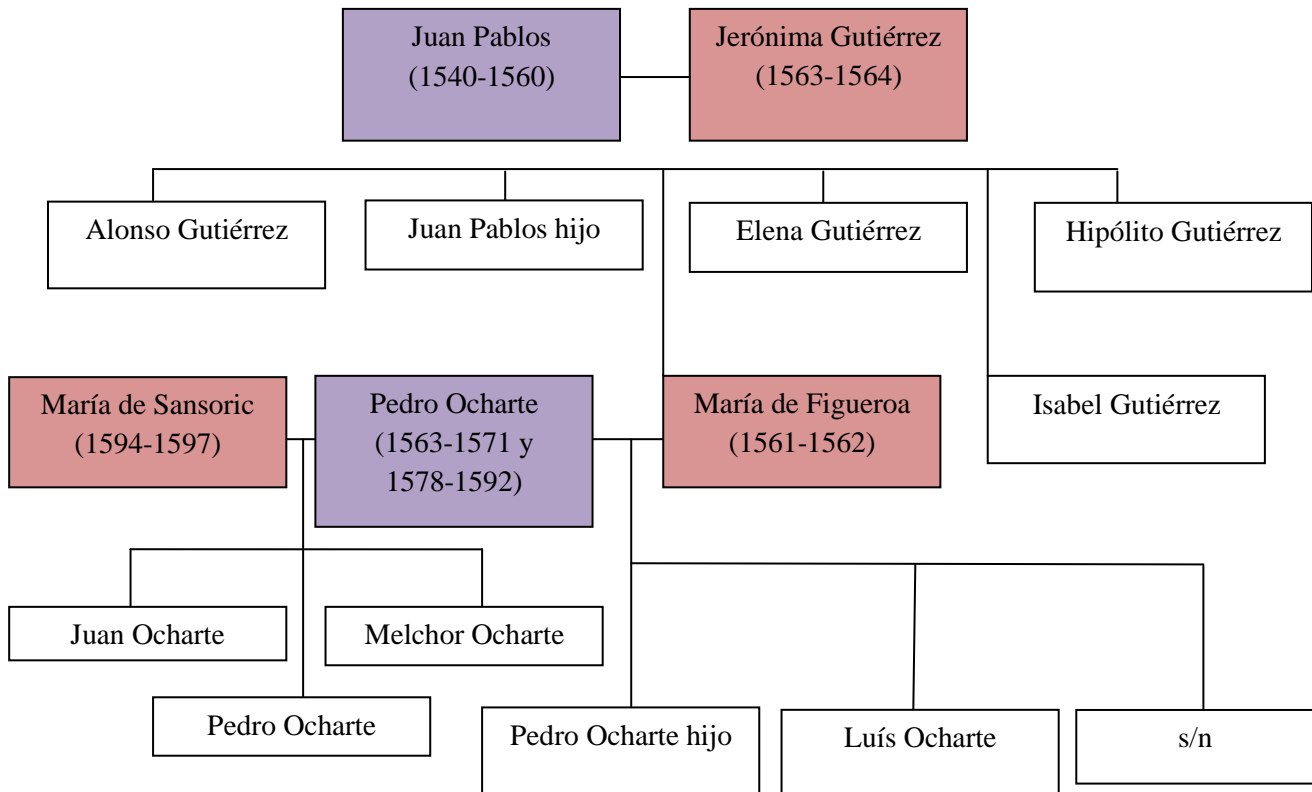 Juan Pablos
(1540-1560)
Jerónima Gutiérrez
(1563-1564)
Alonso Gutiérrez
Juan Pablos hijo
Elena Gutiérrez
Hipólito Gutiérrez
María de Sansoric
(1594-1597)
Pedro Ocharte
(1563-1571 y
1578-1592)
María de Figueroa
(1561-1562)
Isabel Gutiérrez
Juan Ocharte
Melchor Ocharte
Pedro Ocharte
Pedro Ocharte hijo
Luís Ocharte
s/n